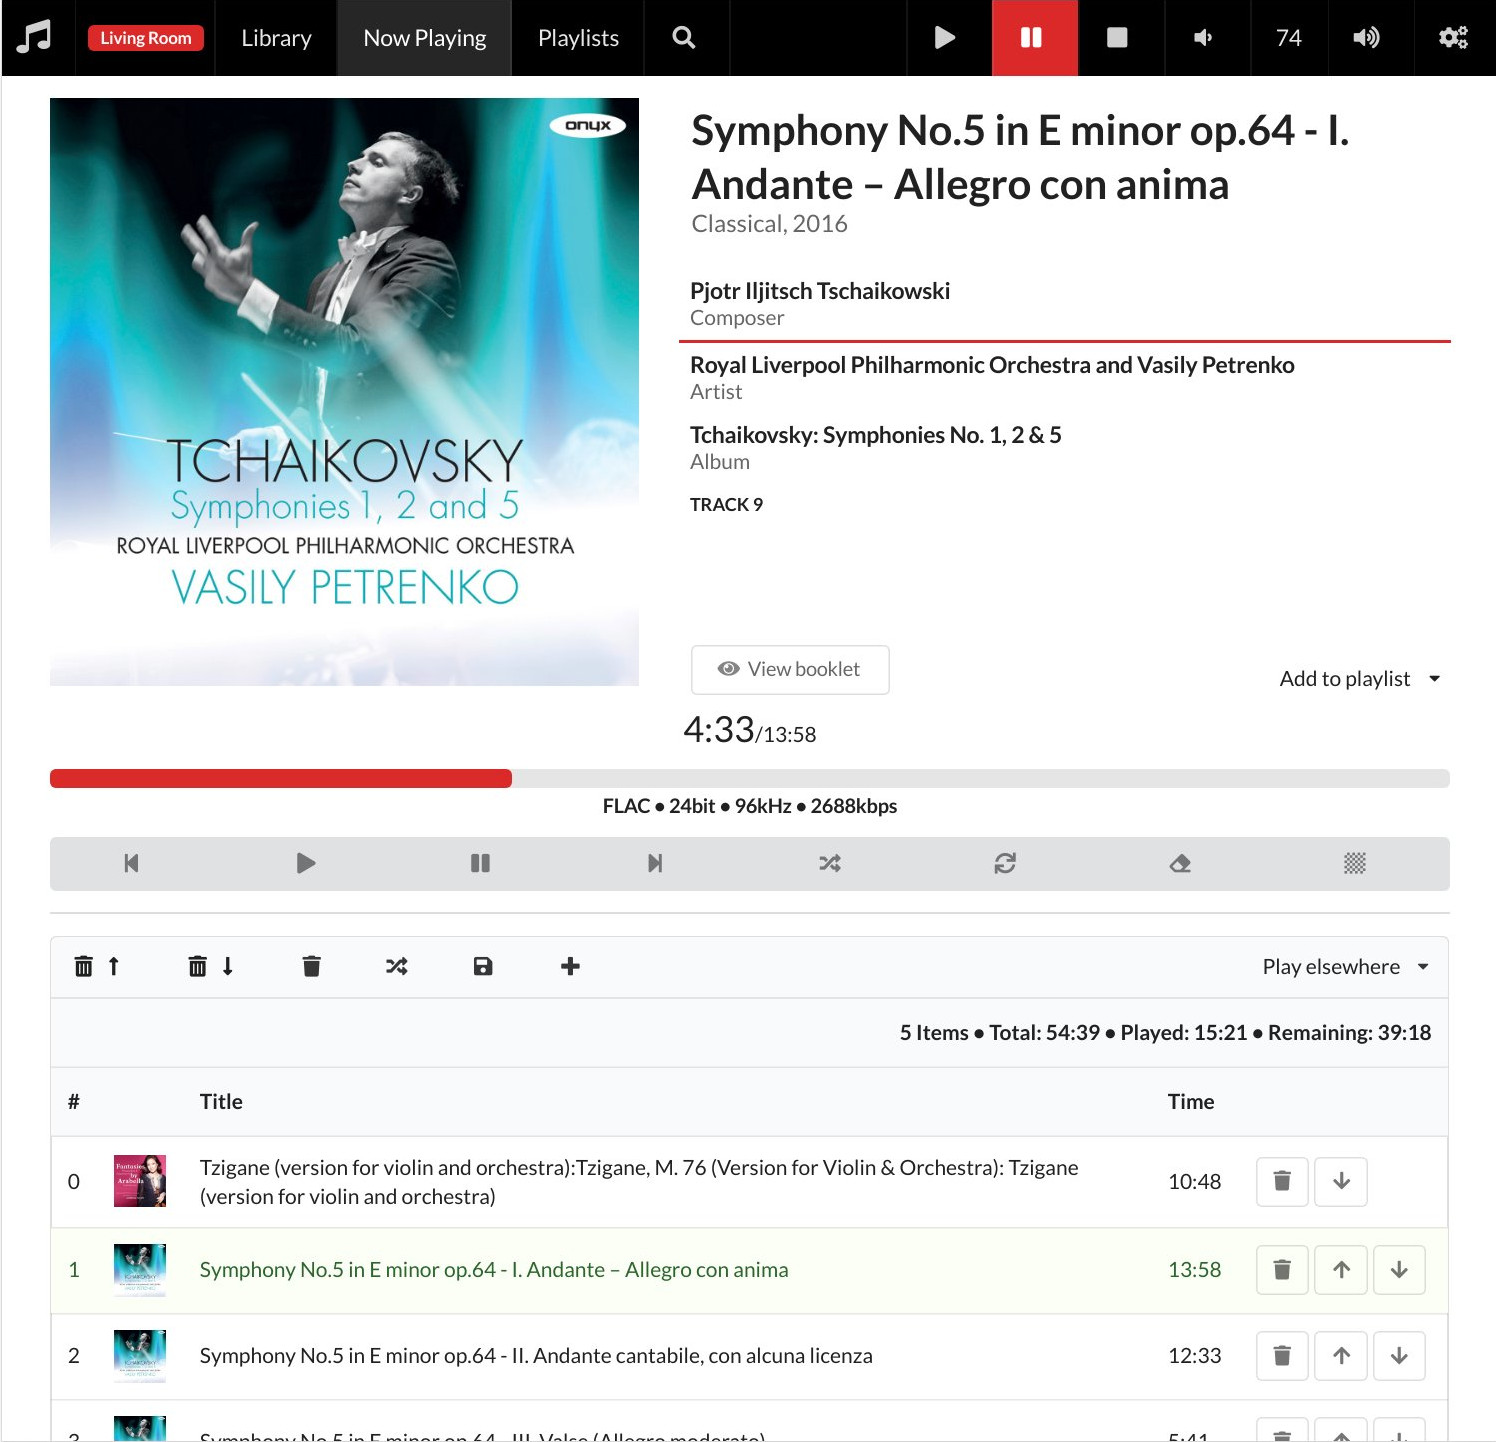 Living Room
Library
Now Playing
Playlists
74
onyx
TCHAIKOVSKY
Symphonies 1, 2 and 5
ROYAL LIVERPOOL PHILHARMONIC ORCHESTRA
VASILY PETRENKO
Symphony No.5 in E minor op.64 - I.
Andante – Allegro con anima
Classical, 2016
Pjotr Iljitsch Tschaikowski
Composer
Royal Liverpool Philharmonic Orchestra and Vasily Petrenko
Artist
Tchaikovsky: Symphonies No. 1, 2 & 5
Album
TRACK 9
View booklet
Add to playlist
4:33/13:58
FLAC • 24bit • 96kHz • 2688kbps
Play elsewhere
5 Items • Total: 54:39 • Played: 15:21 • Remaining: 39:18
# Title Time
0 Tzigane (version for violin and orchestra):Tzigane, M. 76 (Version for Violin & Orchestra): Tzigane 10:48
(version for violin and orchestra)
Fantasies
by
Arabella
1 Symphony No.5 in E minor op.64 - I. Andante – Allegro con anima 13:58
2 Symphony No.5 in E minor op.64 - II. Andante cantabile, con alcuna licenza 12:33
3 Symphony No.5 in E minor op.64 - III. Valse (Allegro moderato) 5:41